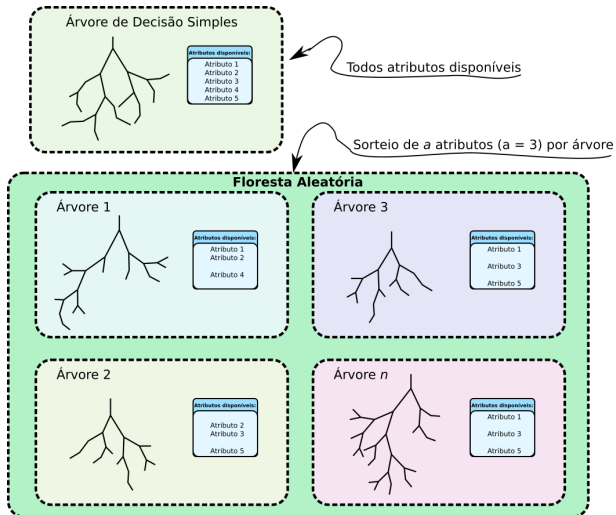 Árvore de Decisão Simples
Atributos disponíveis:
Atributo 1
Atributo 2
Atributo 3
Atributo 4
Atributo 5
Todos atributos disponíveis
Sorteio de a atributos (a = 3) por árvore
Floresta Aleatória
Árvore 1
Atributos disponíveis:
Atributo 1
Atributo 2
Atributo 4
Árvore 3
Atributos disponíveis:
Atributo 1
Atributo 3
Atributo 5
Árvore 2
Atributos disponíveis:
Atributo 2
Atributo 3
Atributo 5
Árvore n
Atributos disponíveis:
Atributo 1
Atributo 3
Atributo 5